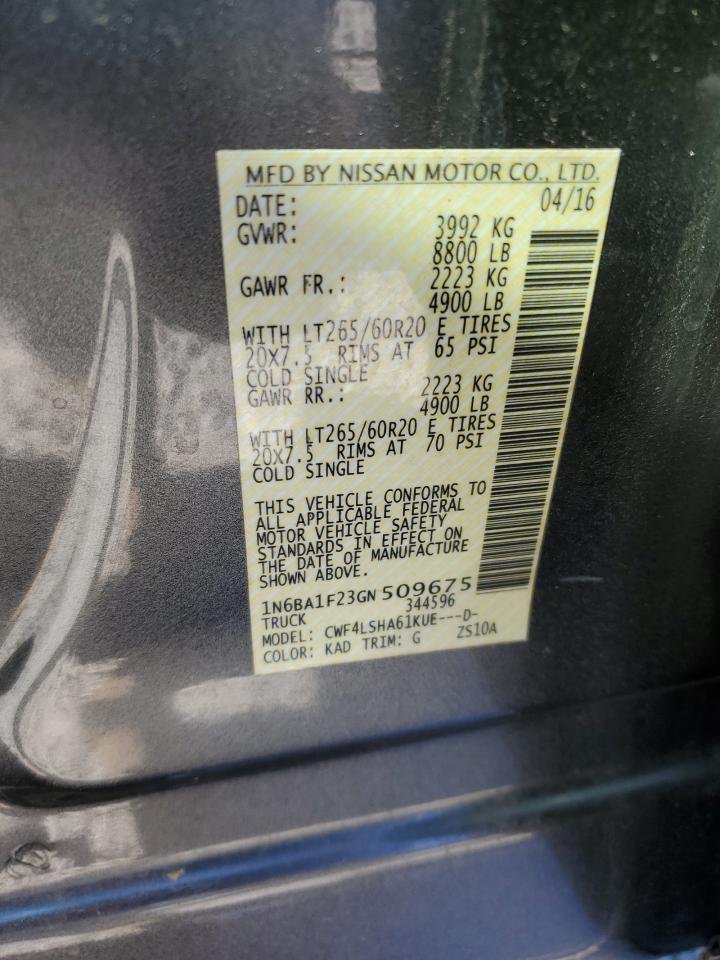 MFD BY NISSAN MOTOR CO., LTD.
DATE: 04/16
GVWR: 3992 KG
8800 LB
GAWR FR.: 2223 KG
4900 LB
WITH LT265/60R20 E TIRES
20X7.5 RIMS AT 65 PSI
COLD SINGLE
GAWR RR.: 2223 KG
4900 LB
WITH LT265/60R20 E TIRES
20X7.5 RIMS AT 70 PSI
COLD SINGLE
THIS VEHICLE CONFORMS TO
ALL APPLICABLE FEDERAL
MOTOR VEHICLE SAFETY
STANDARDS IN EFFECT ON
THE DATE OF MANUFACTURE
SHOWN ABOVE.
1N6BA1F23GN509675
TRUCK 344596
MODEL: CWF4LSHA61KUE---D-
COLOR: KAD TRIM: G ZS10A